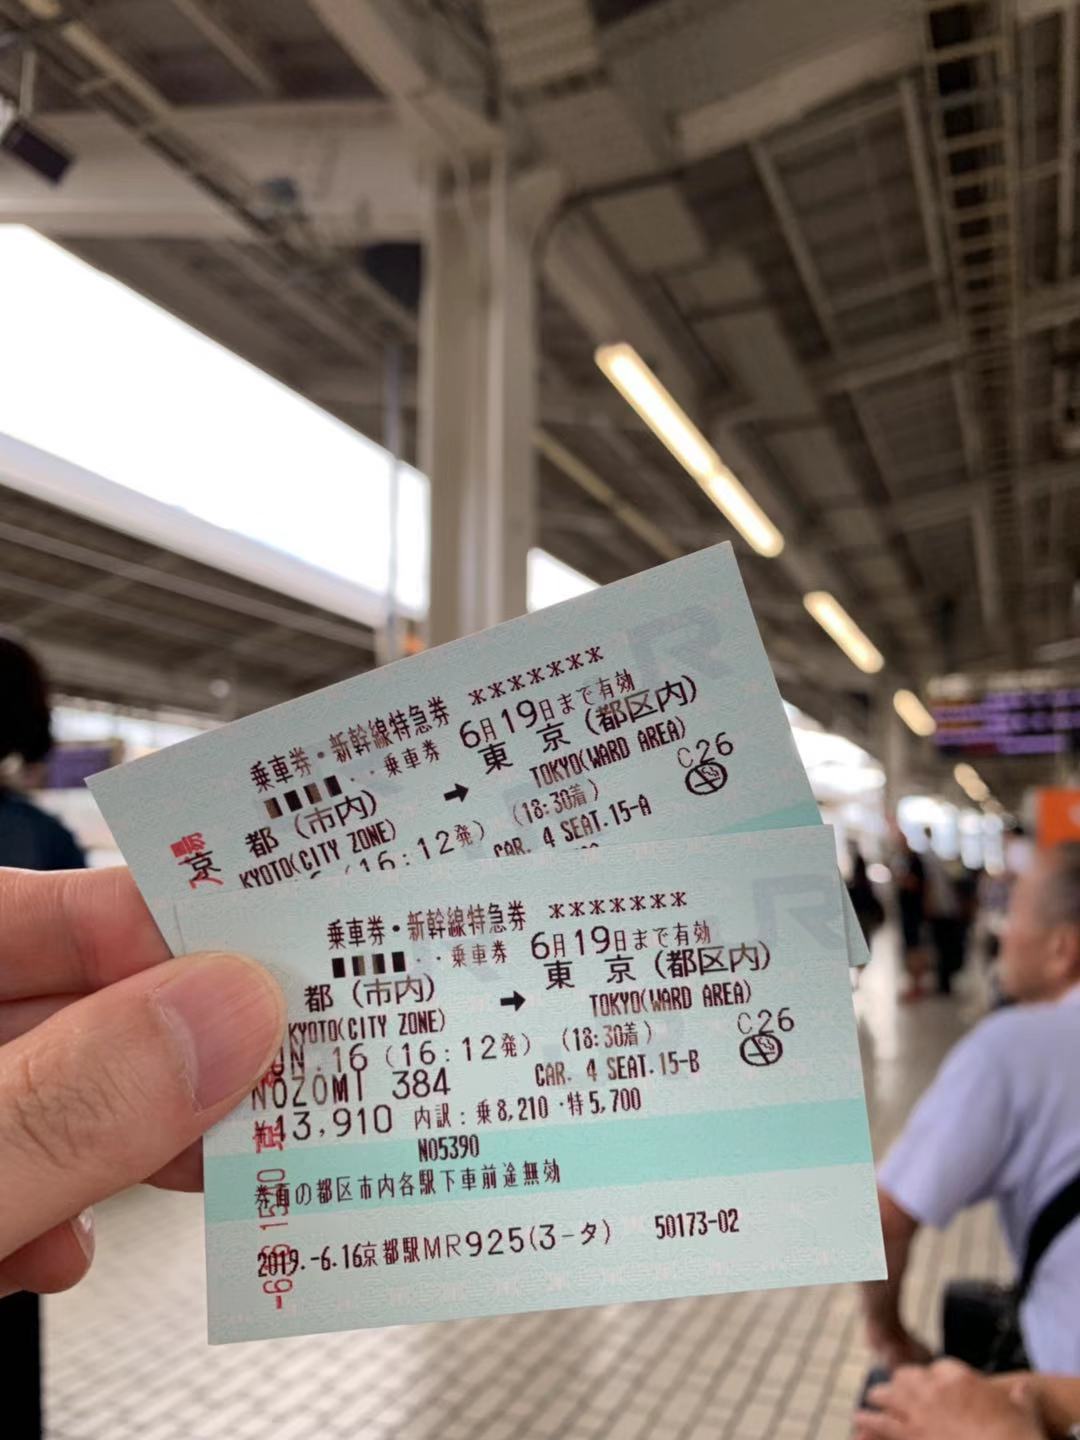 乗車券・新幹線特急券 *******
・・乗車券 6月19日まで有効
京 都(市内) ➡ 東 京(都区内)
KYOTO(CITY ZONE) TOKYO(WARD AREA)
(16:12発) (18:30着) C26
CAR. 4 SEAT.15-A
R
乗車券・新幹線特急券 *******
・・乗車券 6月19日まで有効
都(市内) ➡ 東 京(都区内)
KYOTO(CITY ZONE) TOKYO(WARD AREA)
UN.16(16:12発) (18:30着) C26
NOZOMI 384 CAR. 4 SEAT.15-B
¥13,910 内訳:乗8,210・特5,700
NO5390
券面の都区市内各駅下車前途無効
2019.-6.16京都駅MR925(3-タ) 50173-02
R